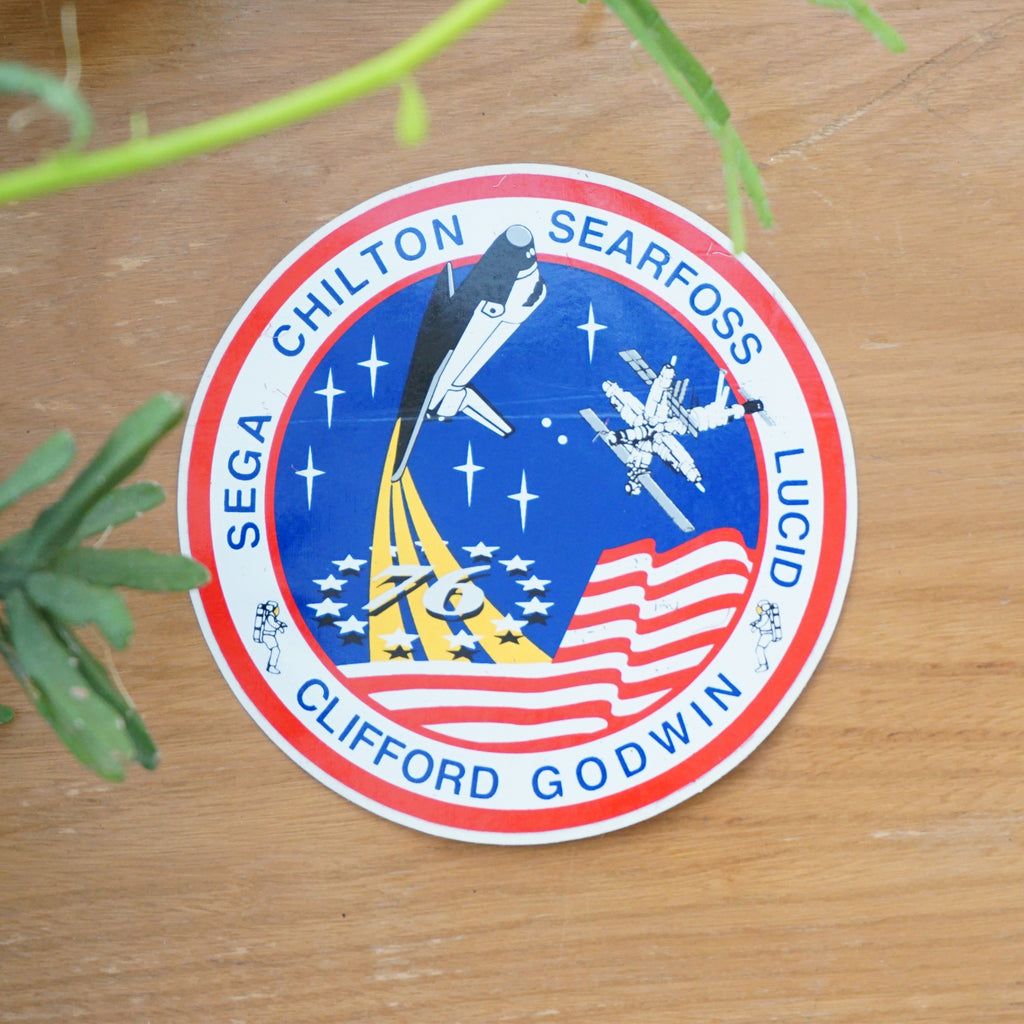 CHILTON
SEARFOSS
SEGA
LUCID
76
CLIFFORD
GODWIN